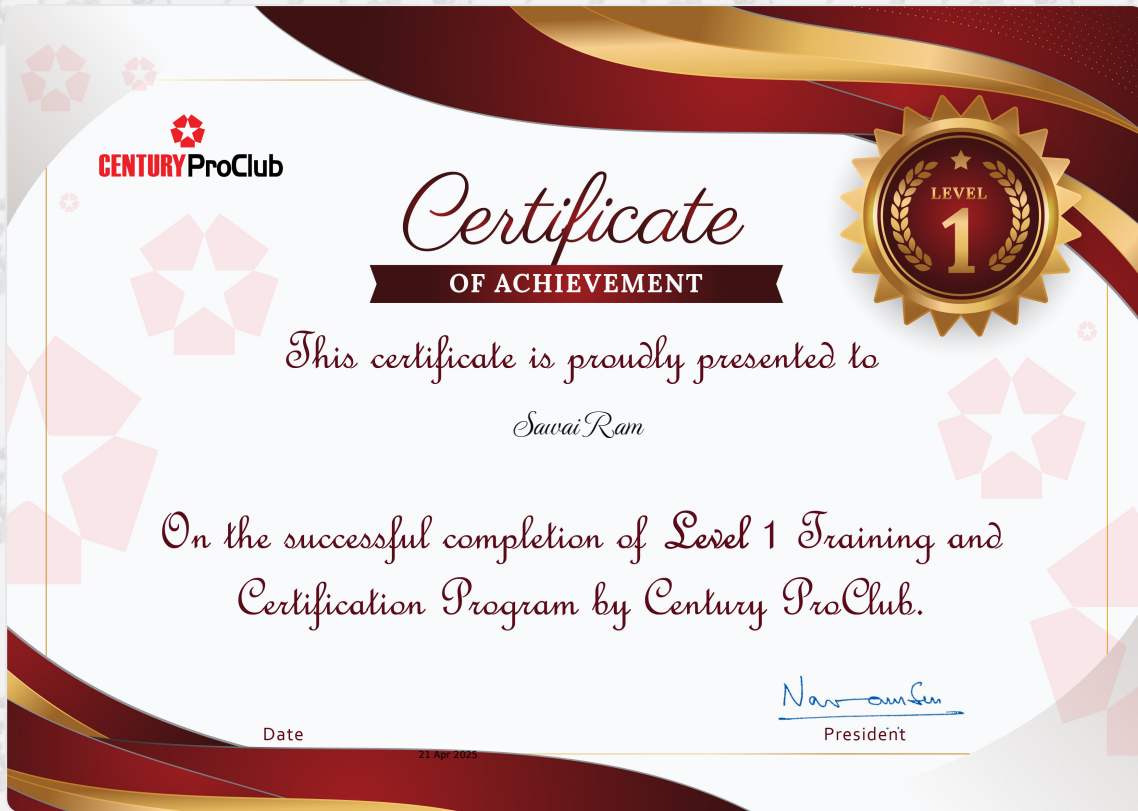 CENTURY ProClub
LEVEL
1
Certificate
OF ACHIEVEMENT
This certificate is proudly presented to
Sawai Ram
On the successful completion of Level 1 Training and
Certification Program by Century ProClub.
Date
President
21 Apr 2025